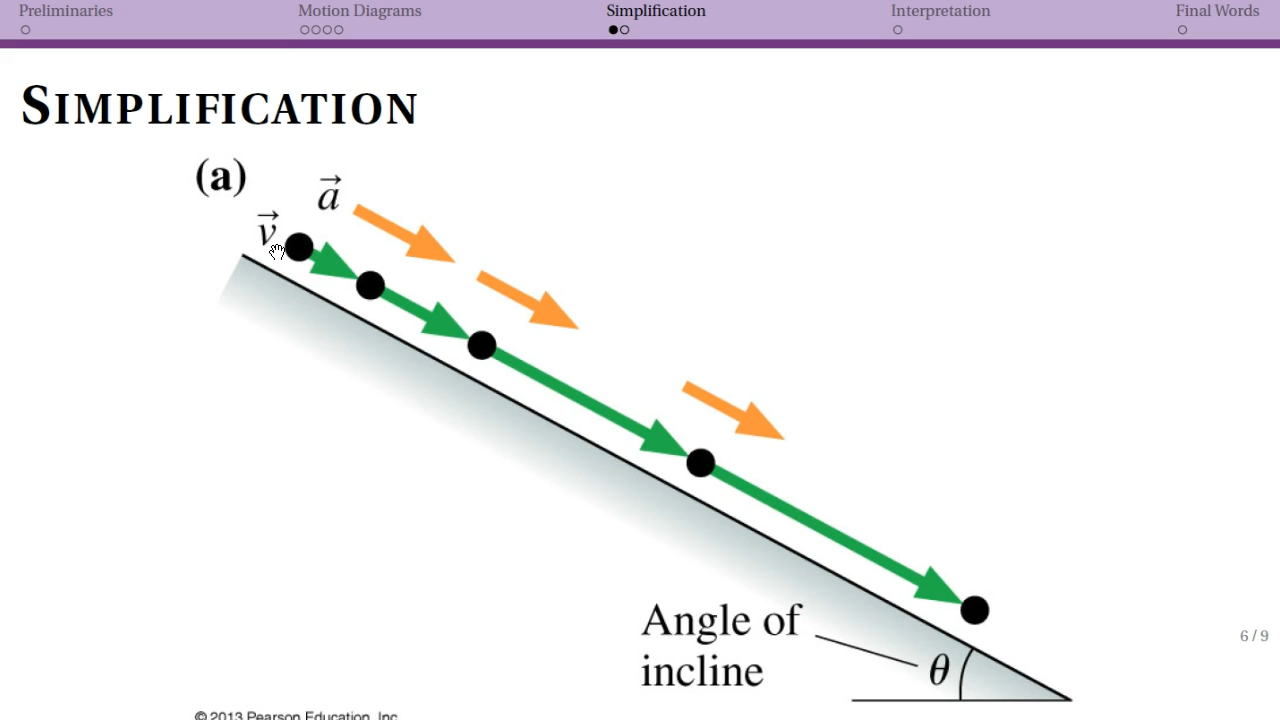 Preliminaries Motion Diagrams Simplification Interpretation Final Words
SIMPLIFICATION
(a)
a
v
Angle of
incline
θ
6 / 9
© 2013 Pearson Education, Inc.